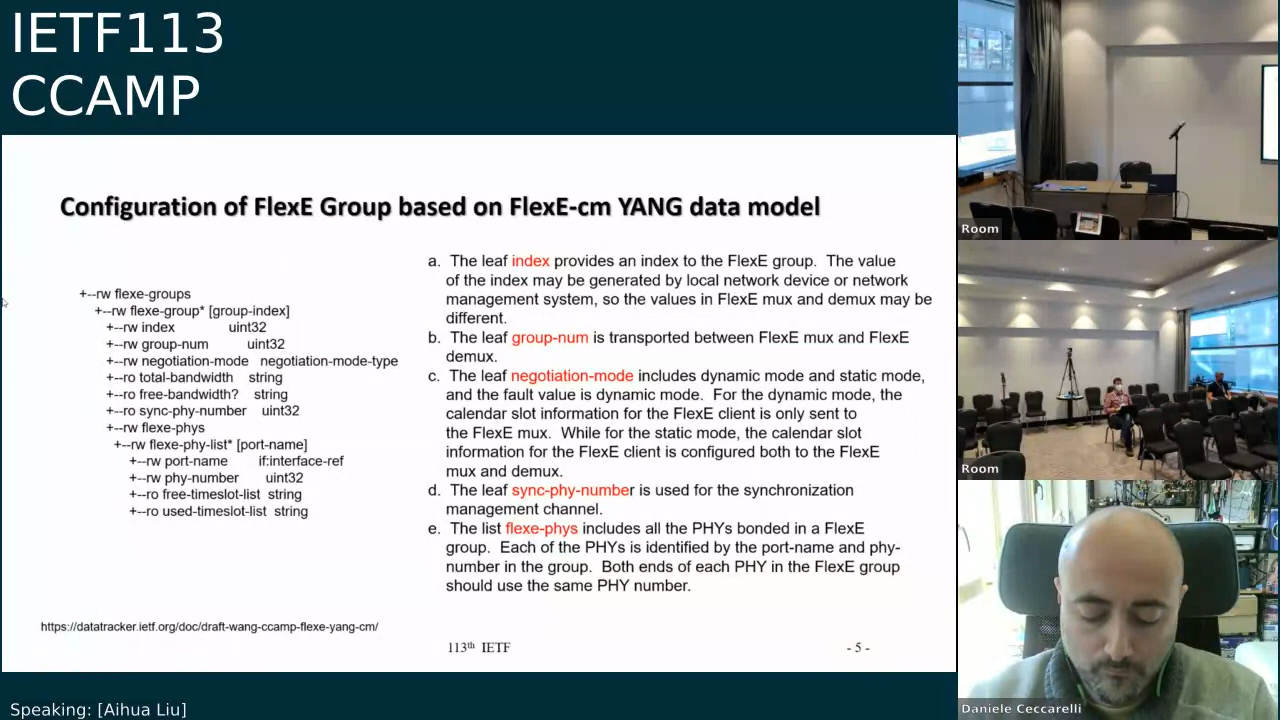 IETF113
CCAMP
Configuration of FlexE Group based on FlexE-cm YANG data model
+--rw flexe-groups
+--rw flexe-group* [group-index]
+--rw index uint32
+--rw group-num uint32
+--rw negotiation-mode negotiation-mode-type
+--ro total-bandwidth string
+--ro free-bandwidth? string
+--ro sync-phy-number uint32
+--rw flexe-phys
+--rw flexe-phy-list* [port-name]
+--rw port-name if:interface-ref
+--rw phy-number uint32
+--ro free-timeslot-list string
+--ro used-timeslot-list string
a. The leaf index provides an index to the FlexE group. The value
of the index may be generated by local network device or network
management system, so the values in FlexE mux and demux may be
different.
b. The leaf group-num is transported between FlexE mux and FlexE
demux.
c. The leaf negotiation-mode includes dynamic mode and static mode,
and the fault value is dynamic mode. For the dynamic mode, the
calendar slot information for the FlexE client is only sent to
the FlexE mux. While for the static mode, the calendar slot
information for the FlexE client is configured both to the FlexE
mux and demux.
d. The leaf sync-phy-number is used for the synchronization
management channel.
e. The list flexe-phys includes all the PHYs bonded in a FlexE
group. Each of the PHYs is identified by the port-name and phy-
number in the group. Both ends of each PHY in the FlexE group
should use the same PHY number.
https://datatracker.ietf.org/doc/draft-wang-ccamp-flexe-yang-cm/
113th IETF
- 5 -
Speaking: [Aihua Liu]
Room
Room
Daniele Ceccarelli